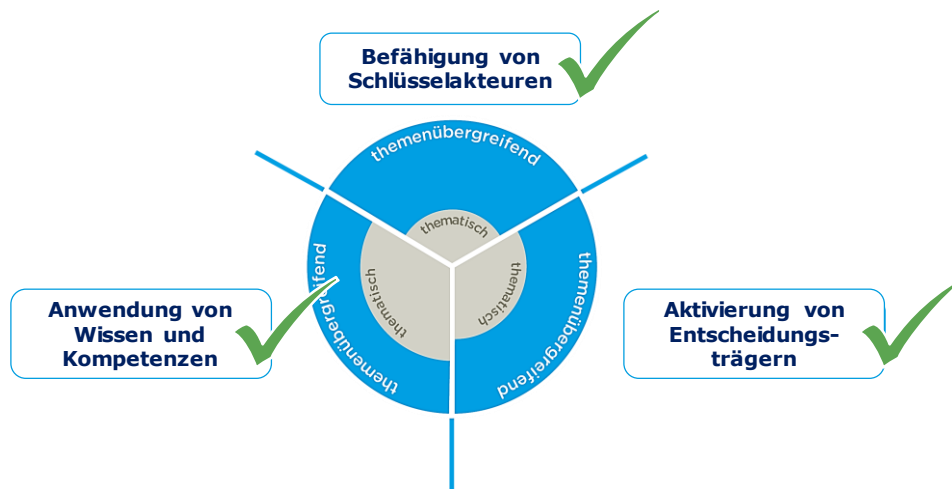 Befähigung von
Schlüsselakteuren
themenübergreifend
thematisch
themenübergreifend
thematisch
thematisch
themenübergreifend
Anwendung von
Wissen und
Kompetenzen
Aktivierung von
Entscheidungs-
trägern